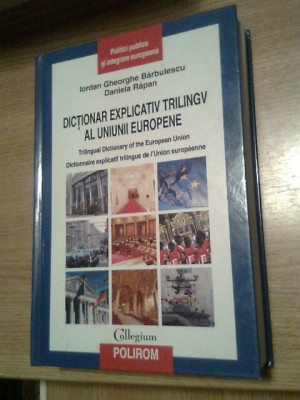 Politici publice
și integrare europeană
Iordan Gheorghe Bărbulescu
Daniela Răpan
DICȚIONAR EXPLICATIV TRILINGV
AL UNIUNII EUROPENE
Trilingual Dictionary of the European Union
Dictionnaire explicatif trilingue de l'Union européenne
Collegium
POLIROM